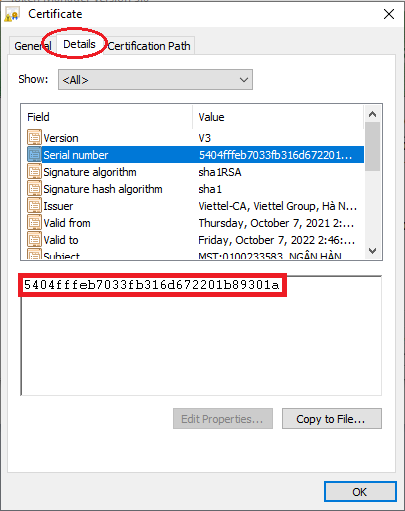 Certificate
General Details Certification Path
Show: <All>
Field Value
Version V3
Serial number 5404fffeb7033fb316d672201...
Signature algorithm sha1RSA
Signature hash algorithm sha1
Issuer Viettel-CA, Viettel Group, Hà N...
Valid from Thursday, October 7, 2021 2:...
Valid to Friday, October 7, 2022 2:46:...
Subject MST:0100233583, NGÂN HÀN
5404fffeb7033fb316d672201b89301a
Edit Properties... Copy to File...
OK